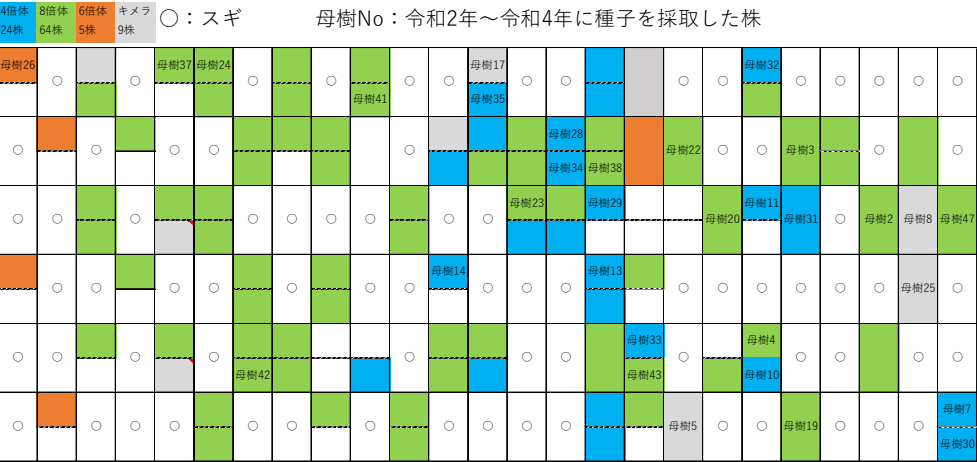 4倍体 8倍体 6倍体 キメラ
24株 64株 5株 9株
○：スギ 母樹No：令和2年～令和4年に種子を採取した株
母樹26 母樹37 母樹24 母樹17 母樹32
○ ○ ○ ○ ○ ○ ○ ○ ○ ○ ○ ○ ○ ○ ○
母樹41 母樹35
母樹28
○ ○ ○ ○ ○ 母樹22 ○ ○ 母樹3 ○ ○
母樹34 母樹38
母樹23 母樹29 母樹11
○ ○ ○ ○ ○ ○ ○ ○ ○ 母樹20 母樹31 ○ 母樹2 母樹8 母樹47
母樹14 母樹13
○ ○ ○ ○ ○ ○ ○ ○ ○ ○ ○ ○ ○ ○ ○ ○ 母樹25 ○
母樹33 母樹4
○ ○ ○ ○ ○ ○ ○ ○ ○ ○ ○ ○
母樹42 母樹43 母樹10
母樹7
○ ○ ○ ○ ○ ○ ○ ○ ○ ○ ○ 母樹5 ○ ○ 母樹19 ○ ○ ○
母樹30